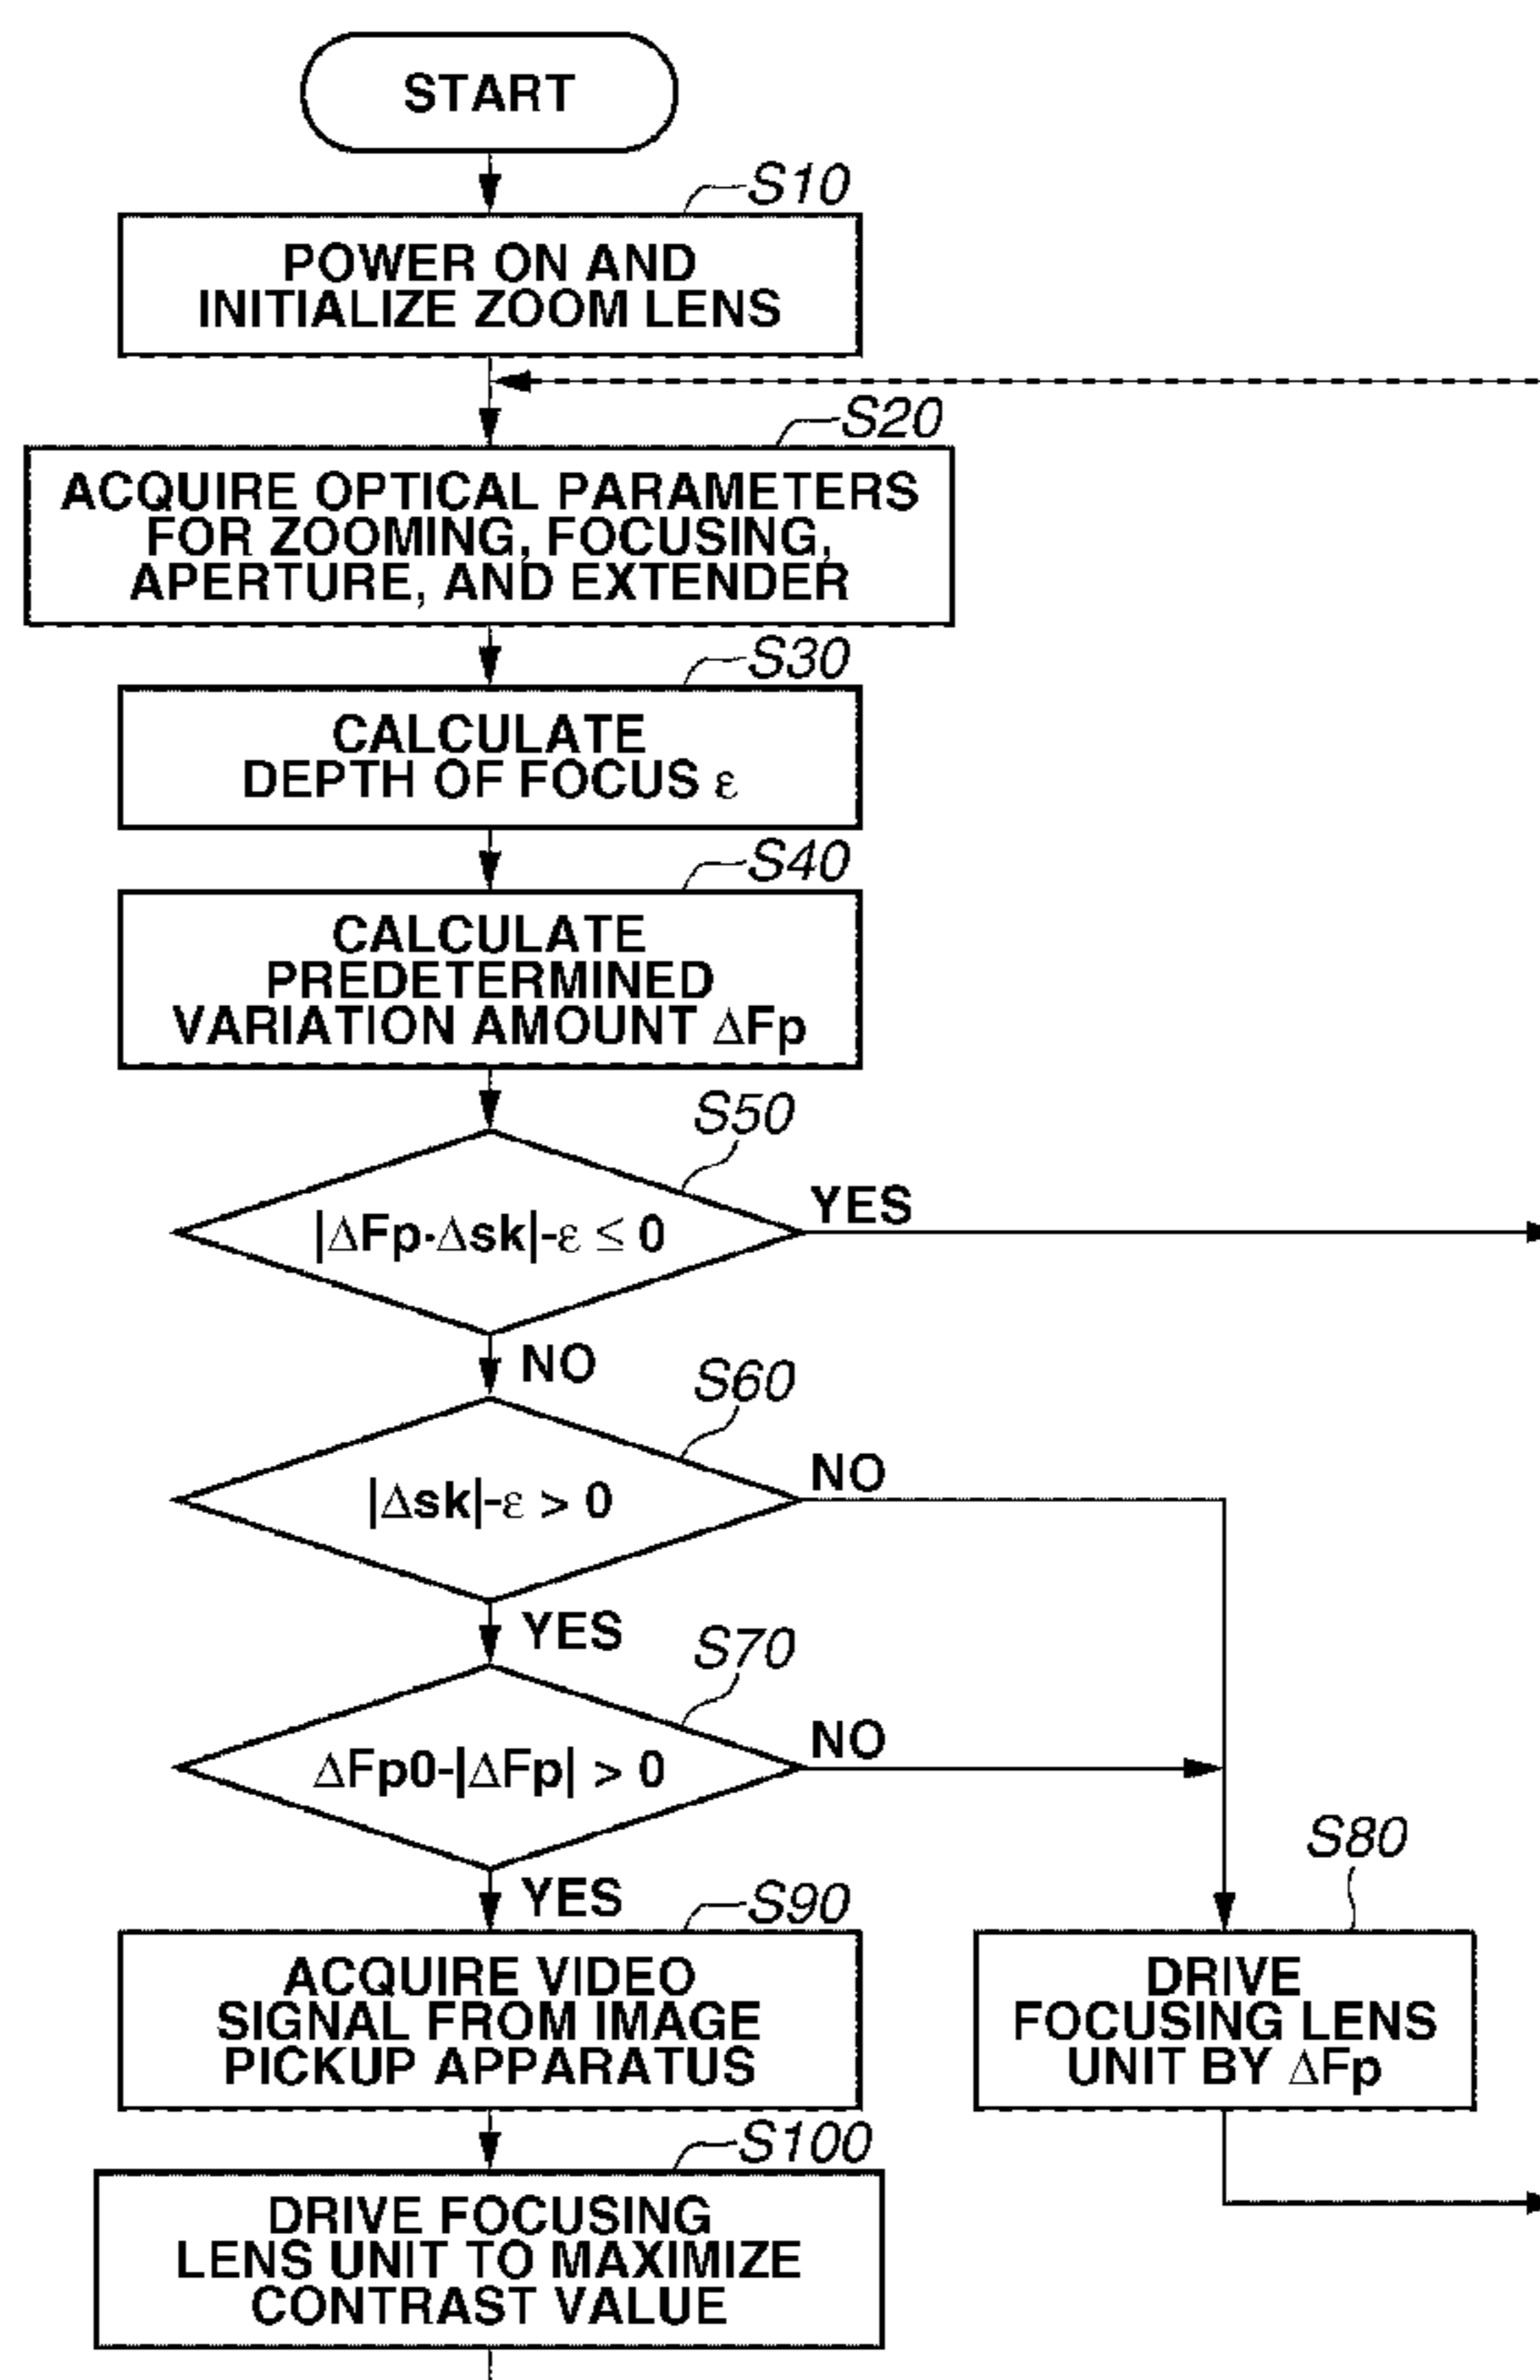 START
S10
POWER ON AND
INITIALIZE ZOOM LENS
S20
ACQUIRE OPTICAL PARAMETERS
FOR ZOOMING, FOCUSING,
APERTURE, AND EXTENDER
S30
CALCULATE
DEPTH OF FOCUS ε
S40
CALCULATE
PREDETERMINED
VARIATION AMOUNT ΔFp
S50
|ΔFp·Δsk|-ε ≤ 0
YES
NO
S60
|Δsk|-ε > 0
NO
YES
S70
ΔFp0-|ΔFp| > 0
NO
YES
S80
DRIVE
FOCUSING LENS
UNIT BY ΔFp
S90
ACQUIRE VIDEO
SIGNAL FROM IMAGE
PICKUP APPARATUS
S100
DRIVE FOCUSING
LENS UNIT TO MAXIMIZE
CONTRAST VALUE